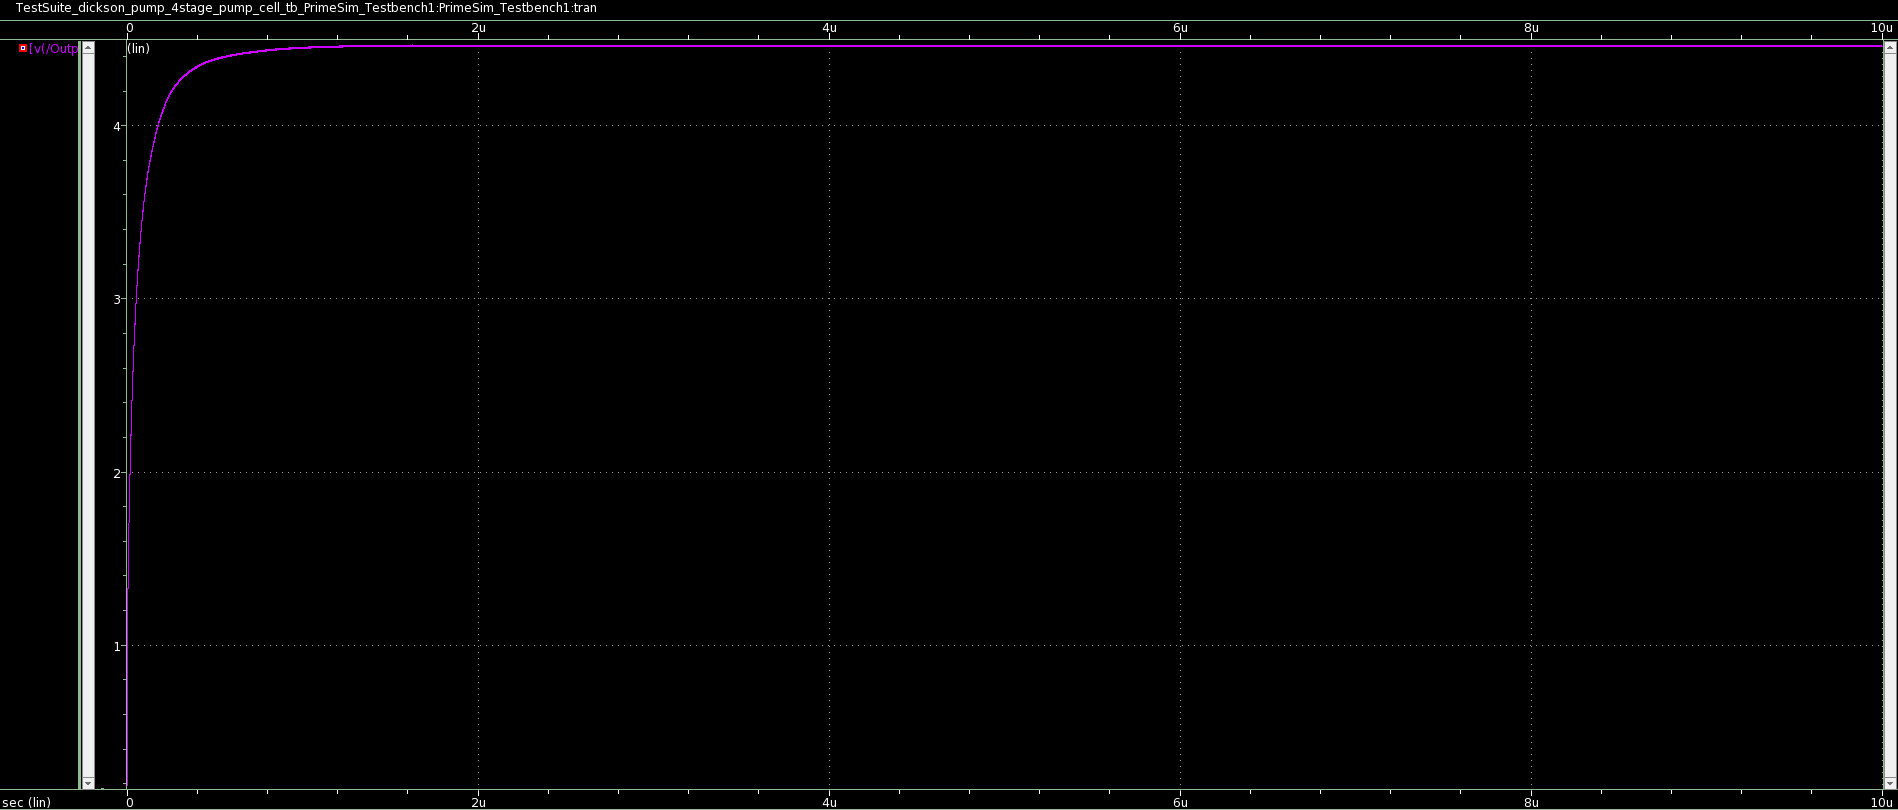 TestSuite_dickson_pump_4stage_pump_cell_tb_PrimeSim_Testbench1:PrimeSim_Testbench1:tran
0 2u 4u 6u 8u 10u
[v(/Outp
(lin)
4
3
2
1
sec (lin) 0 2u 4u 6u 8u 10u